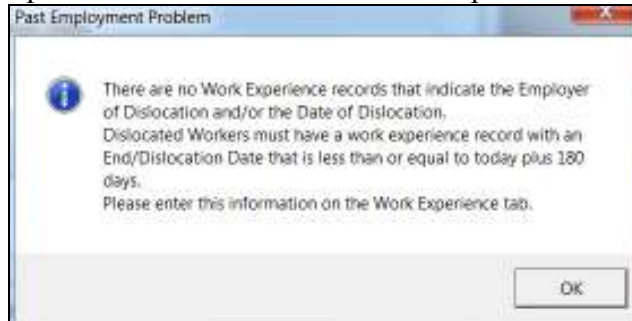 Past Employment Problem
There are no Work Experience records that indicate the Employer
of Dislocation and/or the Date of Dislocation.
Dislocated Workers must have a work experience record with an
End/Dislocation Date that is less than or equal to today plus 180
days.
Please enter this information on the Work Experience tab.
OK